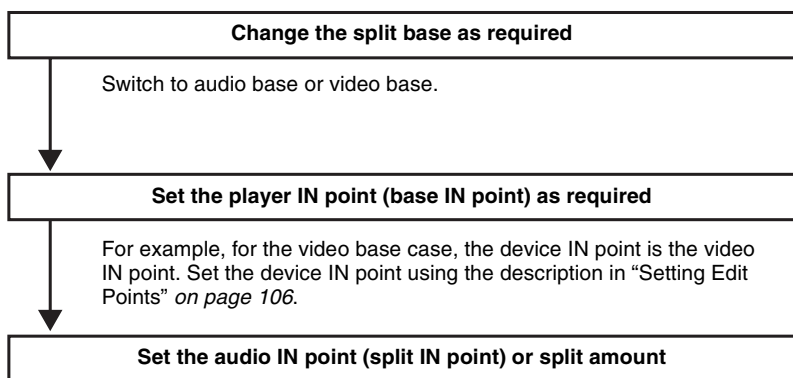 Change the split base as required
Switch to audio base or video base.
Set the player IN point (base IN point) as required
For example, for the video base case, the device IN point is the video
IN point. Set the device IN point using the description in “Setting Edit
Points” on page 106.
Set the audio IN point (split IN point) or split amount